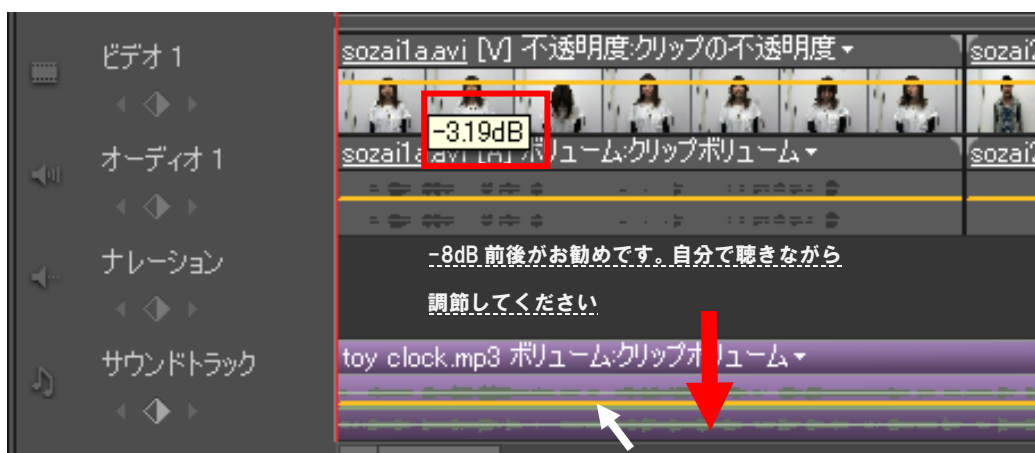 ビデオ 1
sozai1a.avi [V] 不透明度:クリップの不透明度
sozai2
-3.19dB
オーディオ 1
sozai1a.avi [A] ボリューム:クリップボリューム
sozai2
ナレーション
-8dB 前後がお勧めです。自分で聴きながら
調節してください
サウンドトラック
toy clock.mp3 ボリューム:クリップボリューム